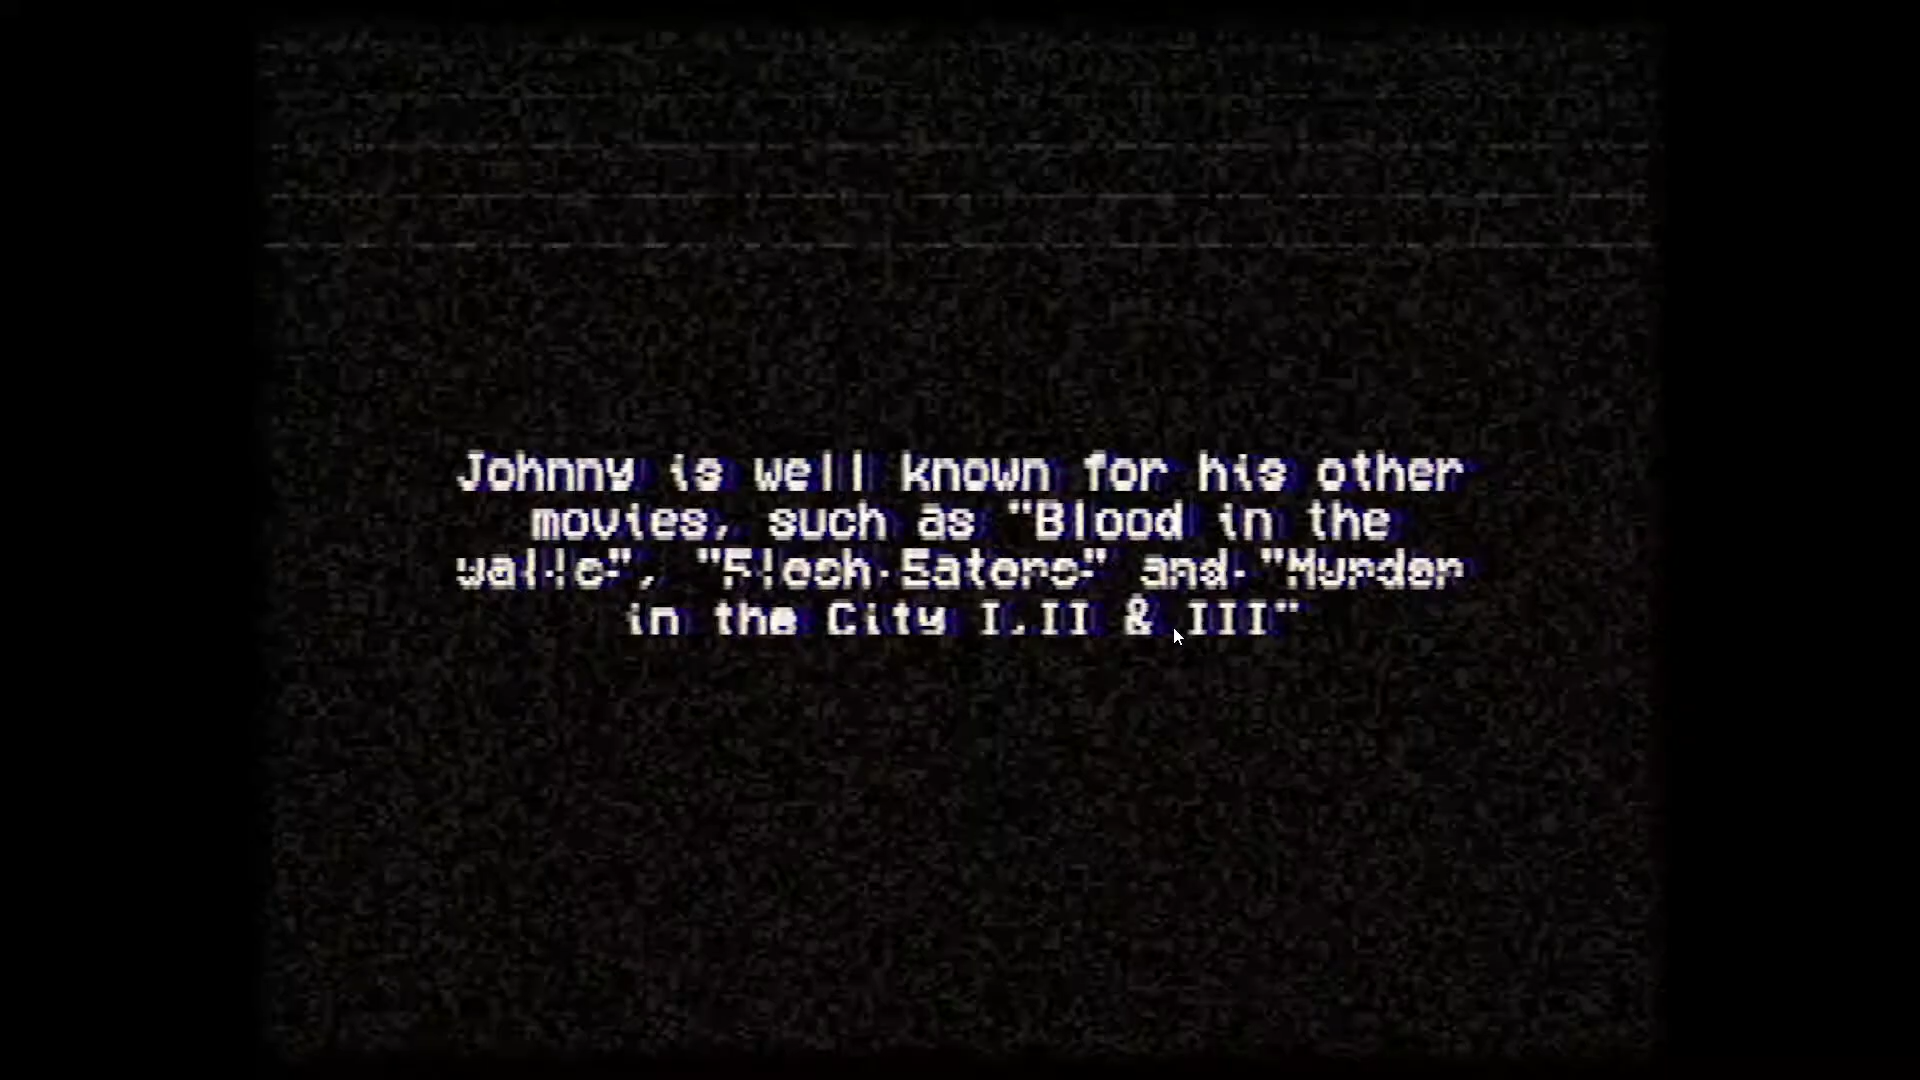 Johnny is well known for his other
movies, such as "Blood in the
walls", "Flesh Eaters" and "Murder
in the City I,II & III"